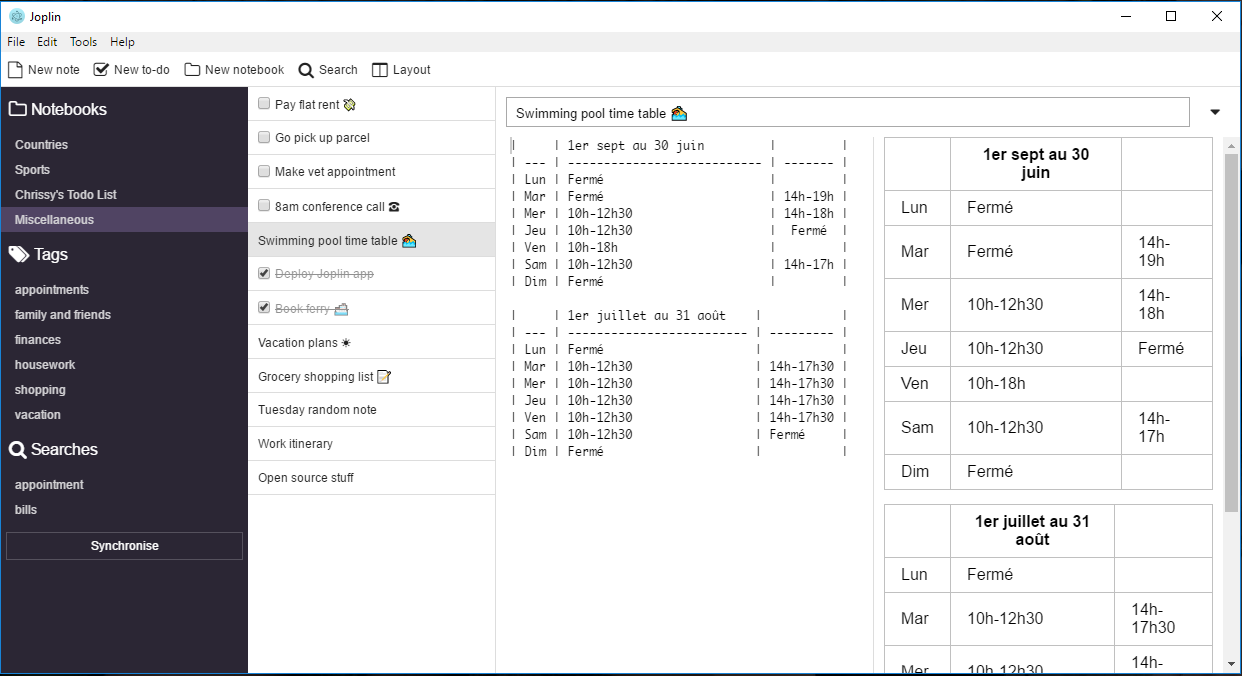 Joplin
File Edit Tools Help
New note New to-do New notebook Search Layout
Notebooks
Countries
Sports
Chrissy's Todo List
Miscellaneous
Tags
appointments
family and friends
finances
housework
shopping
vacation
Searches
appointment
bills
Synchronise
Pay flat rent 💸
Go pick up parcel
Make vet appointment
8am conference call ☎
Swimming pool time table 🏊
Deploy Joplin app
Book ferry ⛴
Vacation plans ☀
Grocery shopping list 📝
Tuesday random note
Work itinerary
Open source stuff
Swimming pool time table 🏊
|     | 1er sept au 30 juin         |         |
| --- | --------------------------- | ------- |
| Lun | Fermé                       |         |
| Mar | Fermé                       | 14h-19h |
| Mer | 10h-12h30                   | 14h-18h |
| Jeu | 10h-12h30                   |  Fermé  |
| Ven | 10h-18h                     |         |
| Sam | 10h-12h30                   | 14h-17h |
| Dim | Fermé                       |         |
|     | 1er juillet au 31 août    |           |
| --- | ------------------------- | --------- |
| Lun | Fermé                     |           |
| Mar | 10h-12h30                 | 14h-17h30 |
| Mer | 10h-12h30                 | 14h-17h30 |
| Jeu | 10h-12h30                 | 14h-17h30 |
| Ven | 10h-12h30                 | 14h-17h30 |
| Sam | 10h-12h30                 | Fermé     |
| Dim | Fermé                     |           |
1er sept au 30
juin
Lun Fermé
Mar Fermé 14h-
19h
Mer 10h-12h30 14h-
18h
Jeu 10h-12h30 Fermé
Ven 10h-18h
Sam 10h-12h30 14h-
17h
Dim Fermé
1er juillet au 31
août
Lun Fermé
Mar 10h-12h30 14h-
17h30
Mer 10h-12h30 14h-